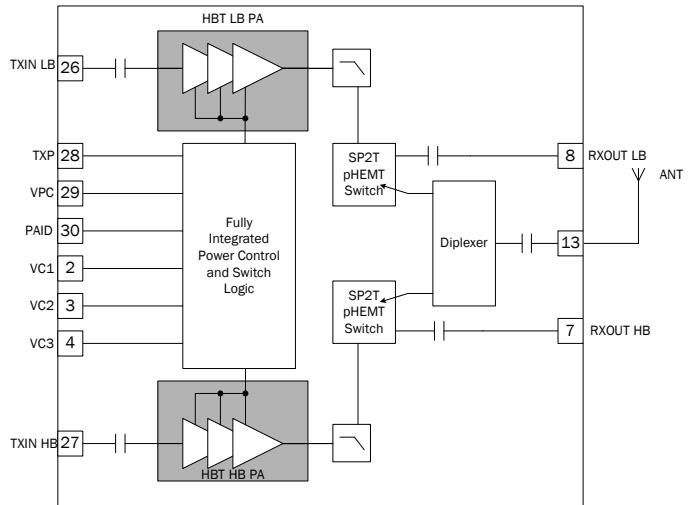 HBT LB PA
TXIN LB 26
TXP 28
VPC 29
PAID 30
VC1 2
VC2 3
VC3 4
TXIN HB 27
Fully
Integrated
Power Control
and Switch
Logic
HBT HB PA
SP2T
pHEMT
Switch
SP2T
pHEMT
Switch
Diplexer
8 RXOUT LB
ANT
13
7 RXOUT HB